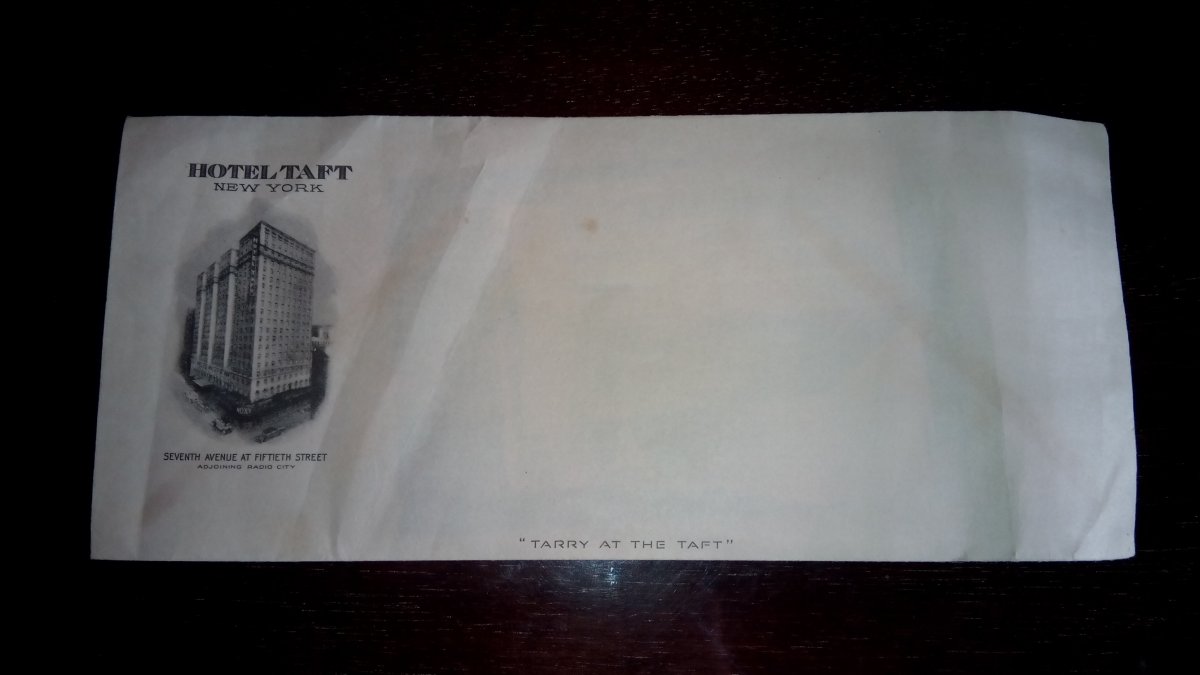 HOTEL TAFT
NEW YORK
SEVENTH AVENUE AT FIFTIETH STREET
ADJOINING RADIO CITY
“TARRY AT THE TAFT”